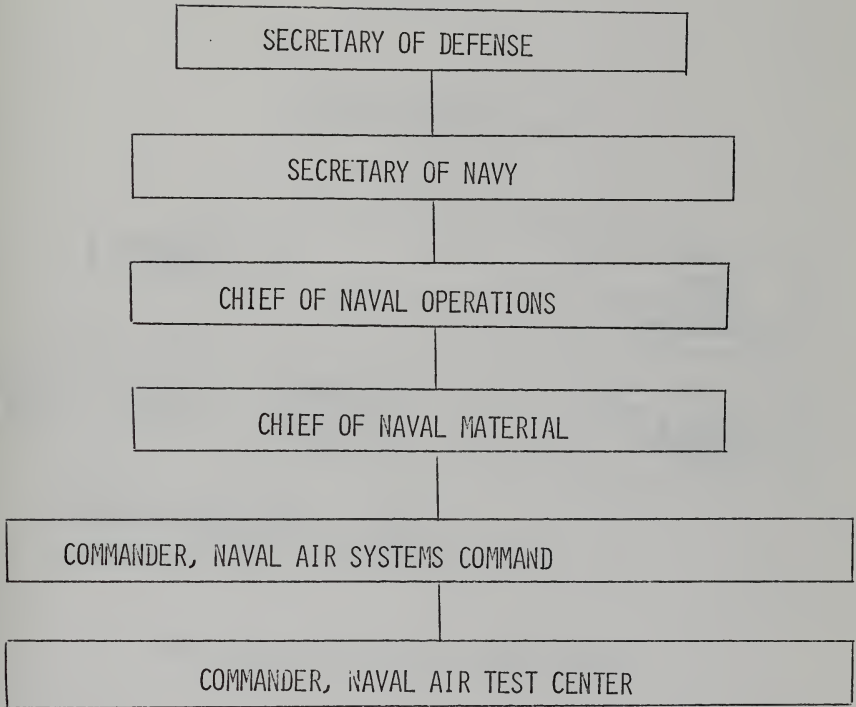 SECRETARY OF DEFENSE
SECRETARY OF NAVY
CHIEF OF NAVAL OPERATIONS
CHIEF OF NAVAL MATERIAL
COMMANDER, NAVAL AIR SYSTEMS COMMAND
COMMANDER, NAVAL AIR TEST CENTER